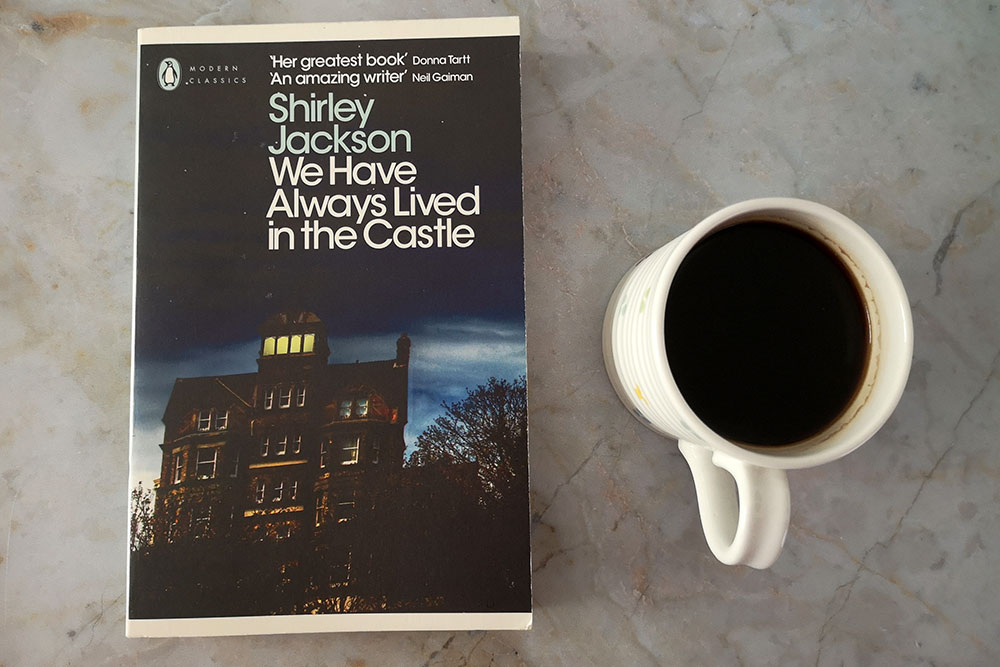 MODERN
CLASSICS
‘Her greatest book’ Donna Tartt
‘An amazing writer’ Neil Gaiman
Shirley
Jackson
We Have
Always Lived
in the Castle